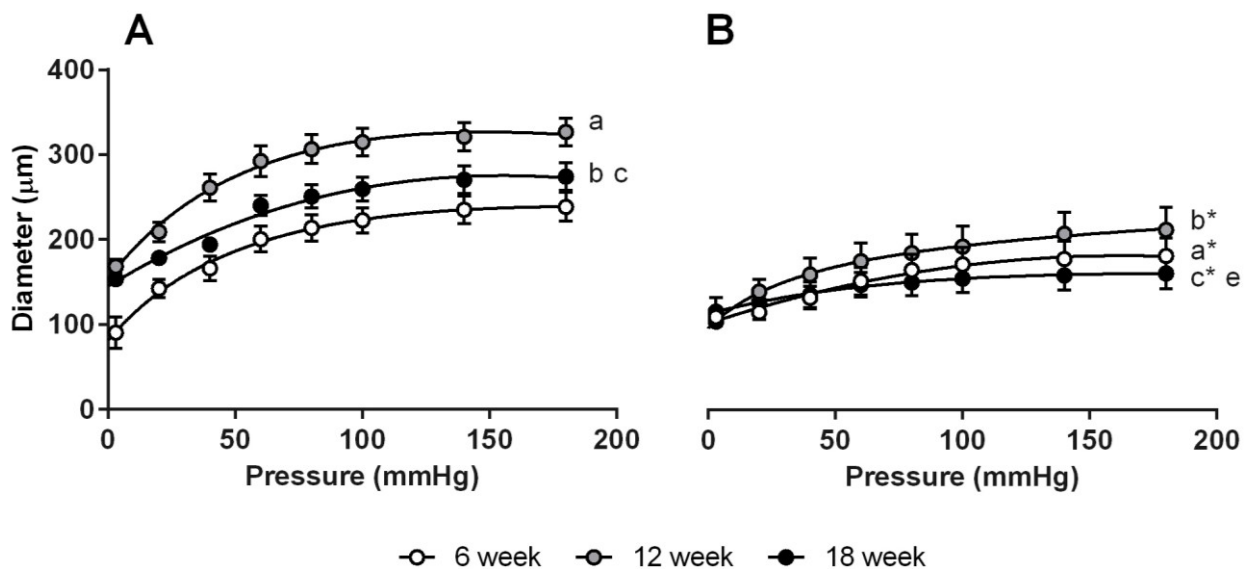 A
B
400
300
200
100
0
Diameter (μm)
a
b c
b*
a*
c* e
0 50 100 150 200
0 50 100 150 200
Pressure (mmHg)
Pressure (mmHg)
6 week 12 week 18 week